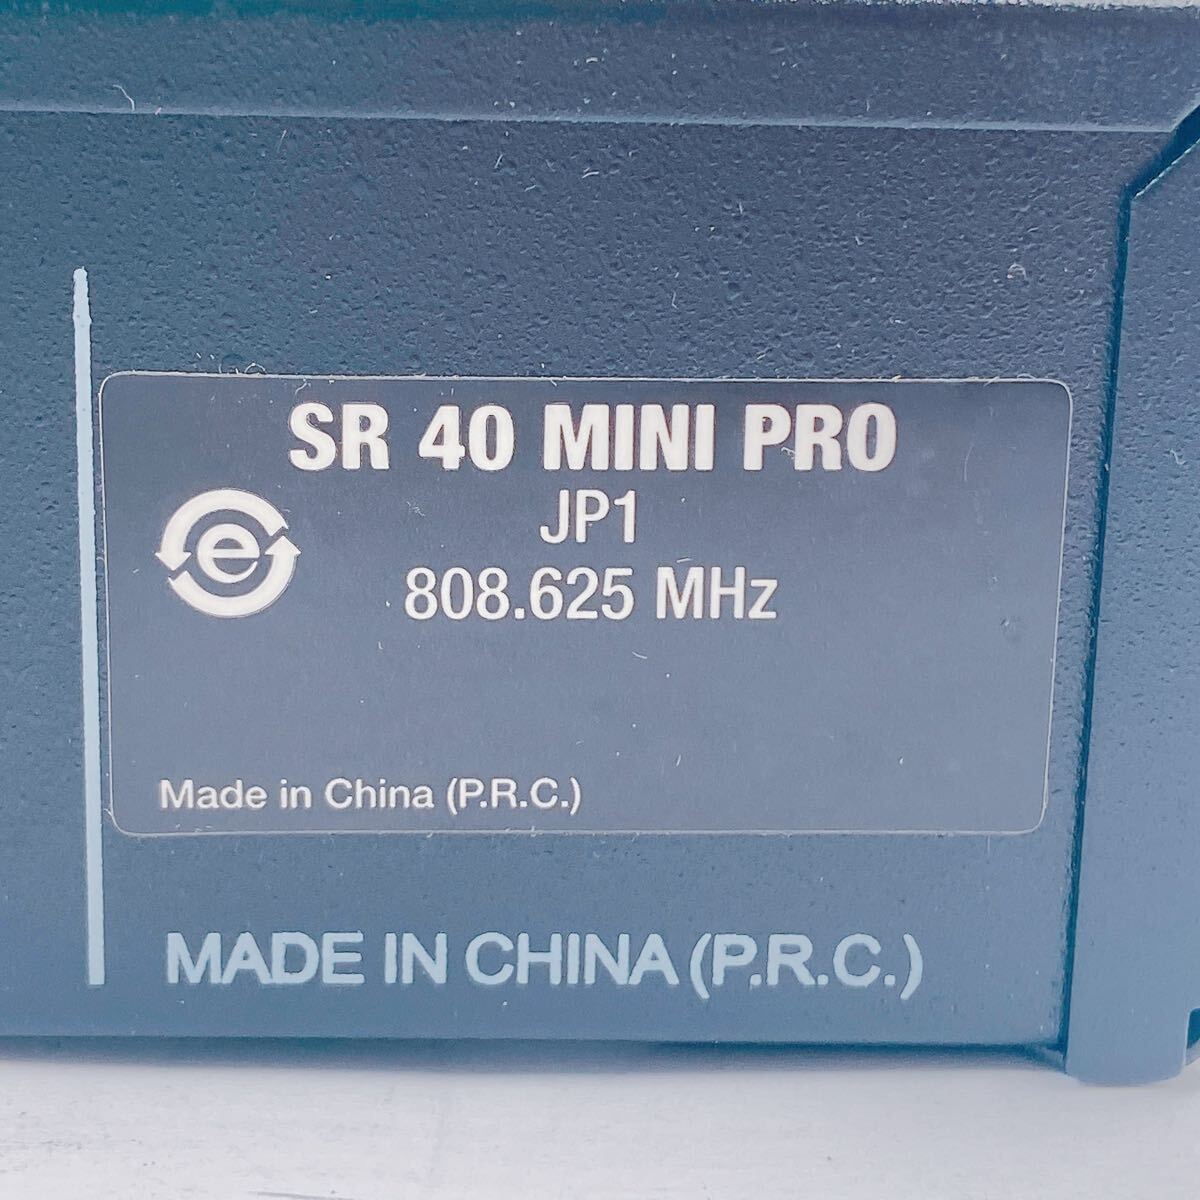 SR 40 MINI PRO
JP1
e
808.625 MHz
Made in China (P.R.C.)
MADE IN CHINA (P.R.C.)